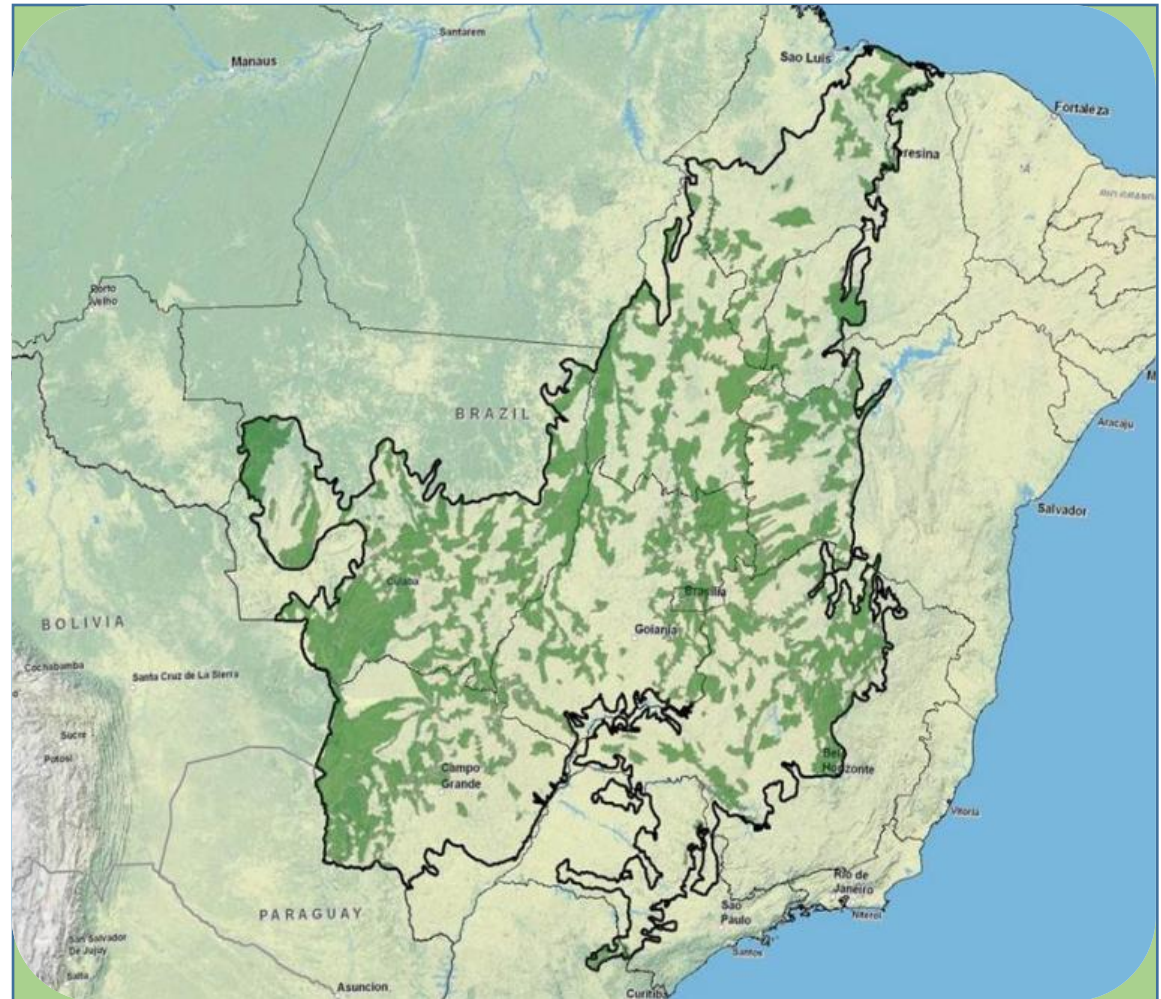 Santarem
Manaus
Sao Luis
Fortaleza
resina
Porto
Velho
BRAZIL
Aracaju
M
Salvador
Cuiaba
Brasilia
BOLIVIA
Goiania
Cochabamba
Santa Cruz de La Sierra
Sucre
Potosi
Campo
Grande
Belo
Horizonte
Vitoria
Rio de
Janeiro
Niteroi
PARAGUAY
Sao
Paulo
San Salvador
De Jujuy
Santos
Salta
Asuncion
Curitiba